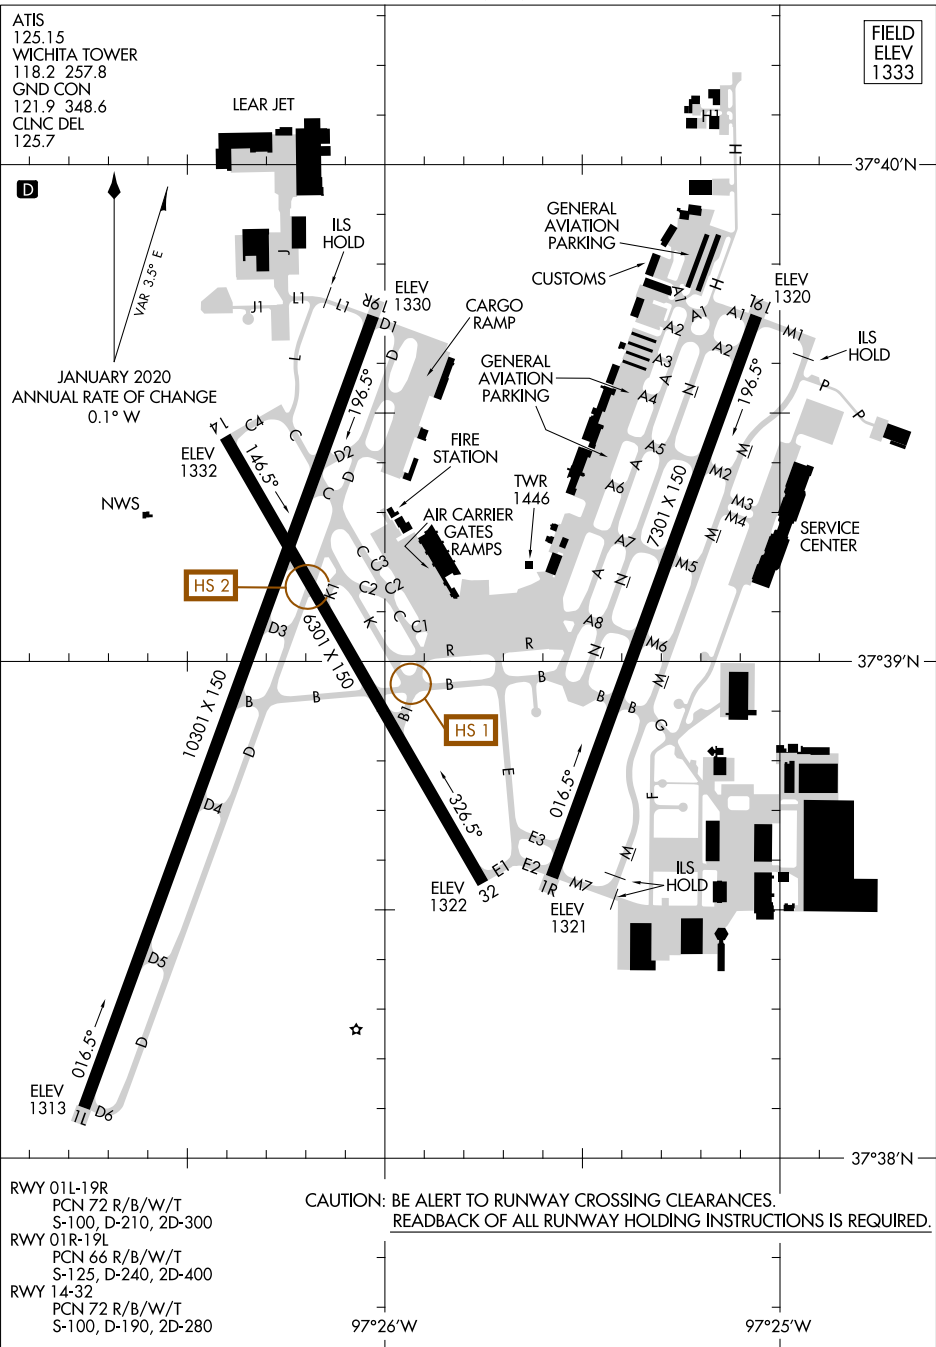 ATIS
125.15
WICHITA TOWER
118.2 257.8
GND CON
121.9 348.6
CLNC DEL
125.7
FIELD
ELEV
1333
LEAR JET
H1
H
37°40'N
D
VAR 3.5° E
JANUARY 2020
ANNUAL RATE OF CHANGE
0.1° W
ILS
HOLD
J
J1
L1
L1
L
19R
ELEV
1330
D1
D
CARGO
RAMP
GENERAL
AVIATION
PARKING
CUSTOMS
H
A1
A1
A1
A2
A2
A3
A
A4
N
19L
ELEV
1320
M1
ILS
HOLD
P
P
GENERAL
AVIATION
PARKING
196.5°
196.5°
14
ELEV
1332
C4
C
146.5°
D2
D
C
FIRE
STATION
NWS
AIR CARRIER
GATES
RAMPS
TWR
1446
A5
A
A6
A7
A
N
A8
N
7301 X 150
M
M2
M3
M4
M
M5
M6
M
SERVICE
CENTER
HS 2
K1
C
C3
C2
C2
C
C1
K
D3
6301 X 150
R
R
37°39'N
10301 X 150
B
B
B
B
B
B
G
B1
HS 1
D
D4
E
016.5°
326.5°
F
E3
E1
E2
M7
M
ILS
HOLD
ELEV
1322
32
1R
ELEV
1321
D5
D
016.5°
ELEV
1313
1L
D6
37°38'N
RWY 01L-19R
PCN 72 R/B/W/T
S-100, D-210, 2D-300
RWY 01R-19L
PCN 66 R/B/W/T
S-125, D-240, 2D-400
RWY 14-32
PCN 72 R/B/W/T
S-100, D-190, 2D-280
CAUTION: BE ALERT TO RUNWAY CROSSING CLEARANCES.
READBACK OF ALL RUNWAY HOLDING INSTRUCTIONS IS REQUIRED.
97°26'W
97°25'W